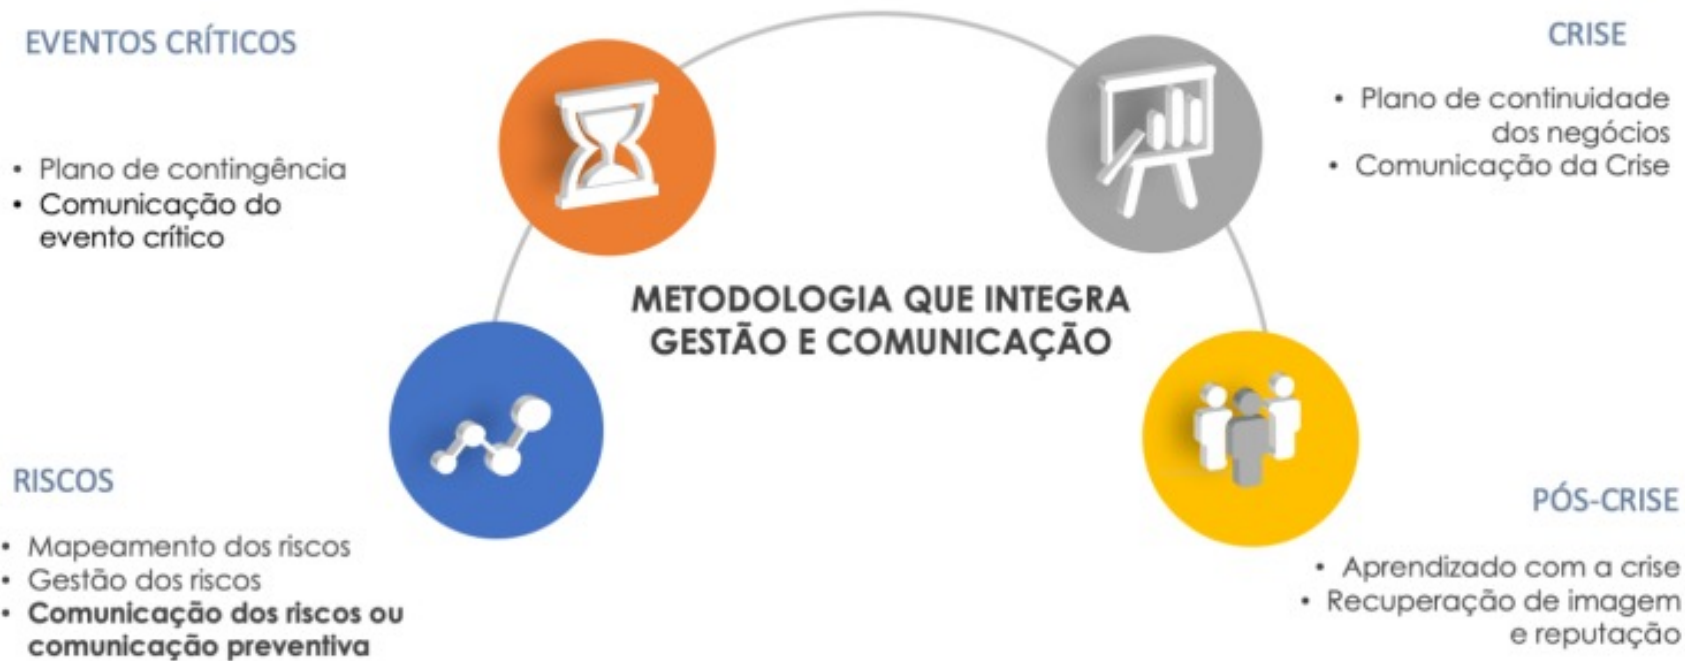 EVENTOS CRÍTICOS
• Plano de contingência
• Comunicação do
evento crítico
CRISE
• Plano de continuidade
dos negócios
• Comunicação da Crise
METODOLOGIA QUE INTEGRA
GESTÃO E COMUNICAÇÃO
RISCOS
• Mapeamento dos riscos
• Gestão dos riscos
• Comunicação dos riscos ou
comunicação preventiva
PÓS-CRISE
• Aprendizado com a crise
• Recuperação de imagem
e reputação